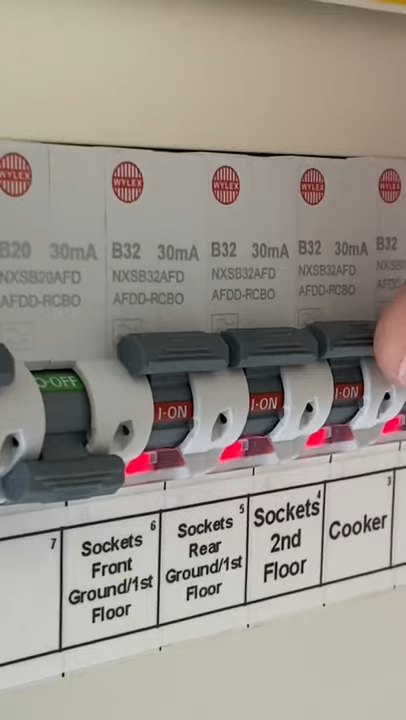 WYLEX WYLEX WYLEX WYLEX WYLEX
B20 30mA B32 30mA B32 30mA B32 30mA B32
NXSB20AFD NXSB32AFD NXSB32AFD NXSB32AFD
AFDD-RCBO AFDD-RCBO AFDD-RCBO AFDD-RCBO
O-OFF I-ON I-ON I-ON
7
6
Sockets
Front
Ground/1st
Floor
5
Sockets
Rear
Ground/1st
Floor
4
Sockets
2nd
Floor
3
Cooker